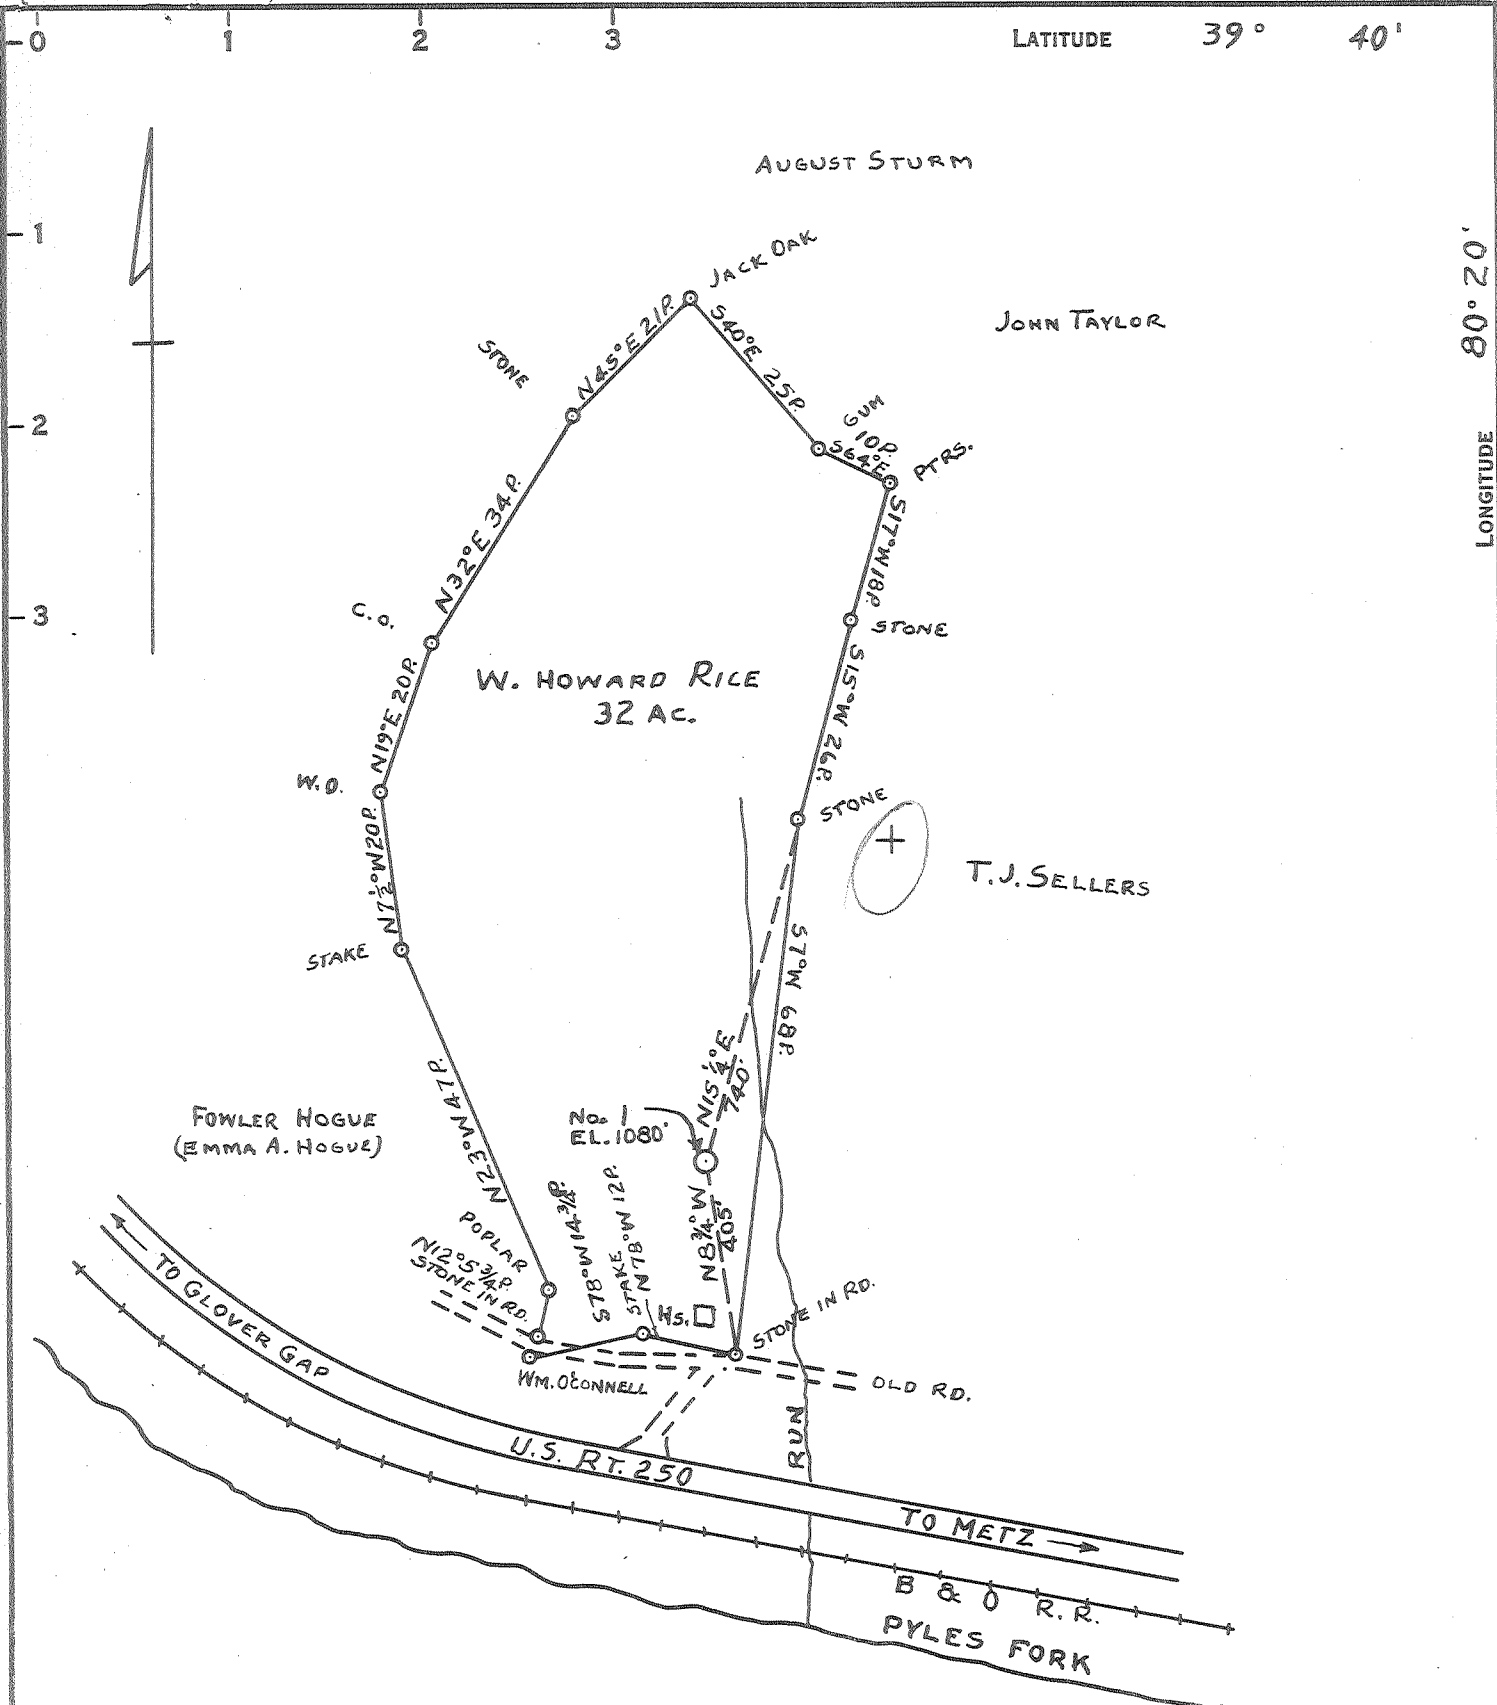 0 1 2 3 LATITUDE 39° 40'
1
2
3
80° 20'
LONGITUDE
AUGUST STURM
JACK OAK
JOHN TAYLOR
STONE
N45°E 21P.
S40°E 25P.
GUM
10P.
S64°E
PTRS.
N32°E 34P.
S17°W 18P.
C.O.
STONE
W. HOWARD RICE
32 AC.
N19°E 20P.
S15°W 26P.
W.O.
STONE
N7½°W 20P.
T.J. SELLERS
STAKE
S7°W 68P.
N15¼°E
740'
N23°W 47P.
FOWLER HOGUE
(EMMA A. HOGUE)
No. 1
EL. 1080'
N8¾°W
405'
POPLAR
N12°5¾P.
STONE IN RD.
S78°W 14¾P.
STAKE
N78°W 12P.
HS.
STONE IN RD.
WM. O'CONNELL
OLD RD.
TO GLOVER GAP
RUN
U.S. RT. 250
TO METZ
B & O R.R.
PYLES FORK